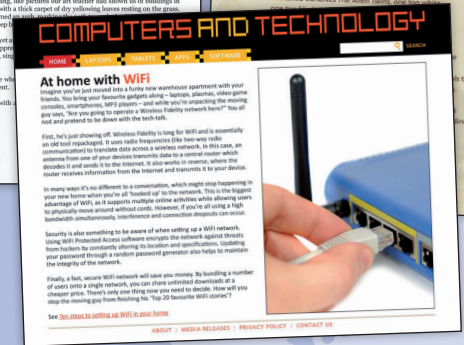 COMPUTERS AND TECHNOLOGY
HOME
LAPTOPS
TABLETS
APPS
SOFTWARE
SEARCH
At home with WiFi
Imagine you've just moved into a funky new warehouse apartment with your
friends. You bring your favourite gadgets along – laptops, plasmas, video game
consoles, smartphones, MP3 players – and while you're unpacking the moving
guy says, "Are you going to operate a Wireless Fidelity network here?" You all
nod and pretend to be down with the tech-talk.
First, he's just showing off. Wireless Fidelity is long for WiFi and is essentially
an old tool repackaged. It uses radio frequencies (like two-way radio
communication) to translate data across a wireless network. In this case, an
antenna from one of your devices transmits data to a central router which
decodes it and sends it to the Internet. It also works in reverse, where the
router receives information from the Internet and transmits it to your device.
In many ways it's no different to a conversation, which might stop happening in
your new home when you're all 'hooked up' to the network. This is the biggest
advantage of WiFi, as it supports multiple online activities while allowing users
to physically move around without cords. However, if you're all using a high
bandwidth simultaneously, interference and connection dropouts can occur.
Security is also something to be aware of when setting up a WiFi network.
Using WiFi Protected Access software encrypts the network against threats
from hackers by constantly altering its location and specifications. Updating
your password through a random password generator also helps to maintain
the integrity of the network.
Finally, a fast, secure WiFi network will save you money. By bundling a number
of users onto a single network, you can share unlimited downloads at a
cheaper price. There's only one thing now you need to decide. How will you
stop the moving guy from finishing his "Top 20 favourite WiFi stories"?
See Ten steps to setting up WiFi in your home
ABOUT | MEDIA RELEASES | PRIVACY POLICY | CONTACT US